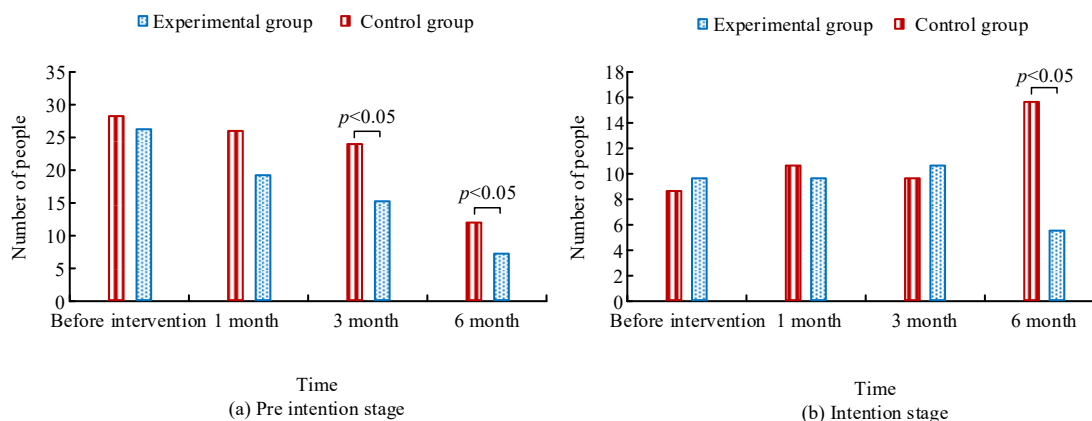 Experimental group Control group
Number of people
35
30
25
20
15
10
5
0
p<0.05
p<0.05
Before intervention 1 month 3 month 6 month
Time
(a) Pre intention stage
Experimental group Control group
Number of people
18
16
14
12
10
8
6
4
2
0
p<0.05
Before intervention 1 month 3 month 6 month
Time
(b) Intention stage